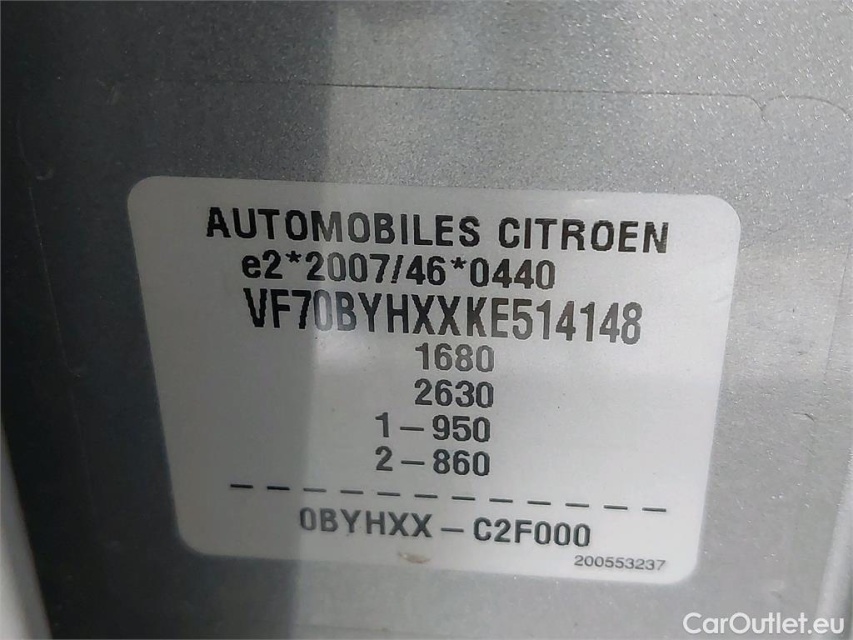 AUTOMOBILES CITROEN
e2*2007/46*0440
VF70BYHXXKE514148
1680
2630
1-950
2-860
0BYHXX-C2F000
200553237
CarOutlet.eu